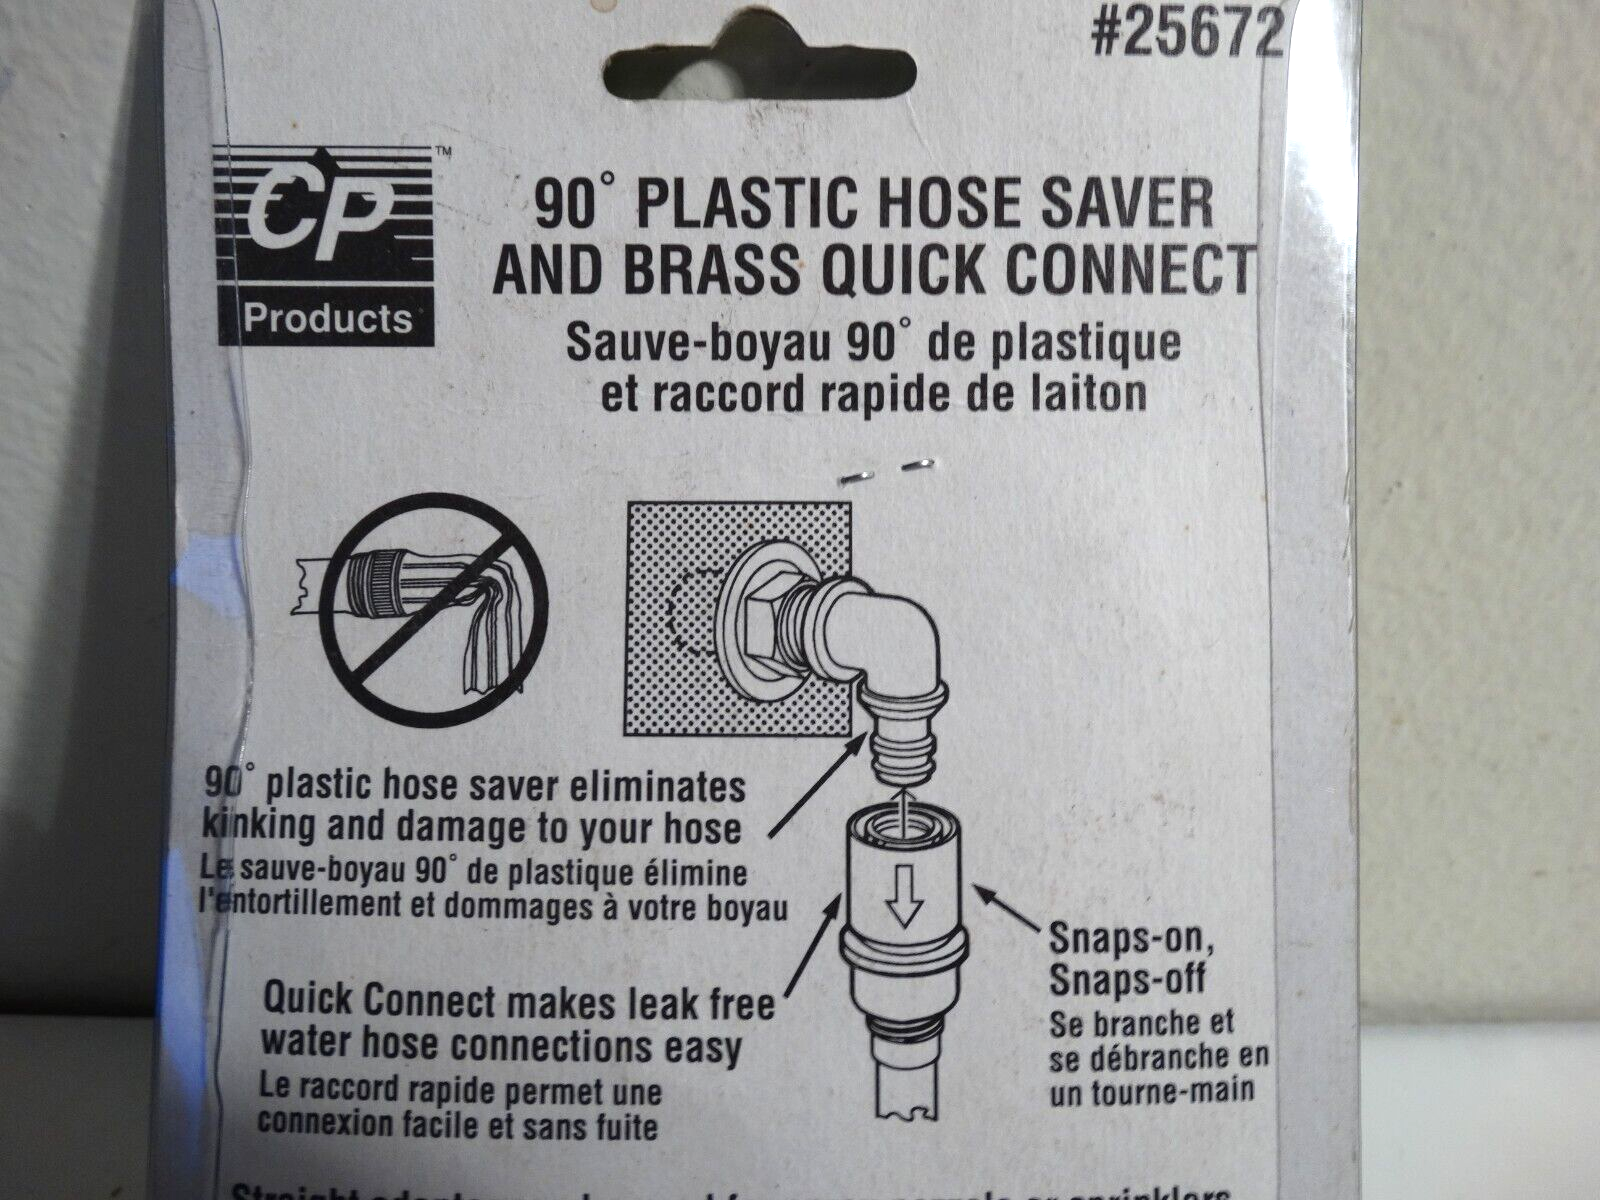 #25672
CP
TM
Products
90° PLASTIC HOSE SAVER
AND BRASS QUICK CONNECT
Sauve-boyau 90° de plastique
et raccord rapide de laiton
90° plastic hose saver eliminates
kinking and damage to your hose
Le sauve-boyau 90° de plastique élimine
l'entortillement et dommages à votre boyau
Quick Connect makes leak free
water hose connections easy
Le raccord rapide permet une
connexion facile et sans fuite
Snaps-on,
Snaps-off
Se branche et
se débranche en
un tourne-main
Straight or sprinklers